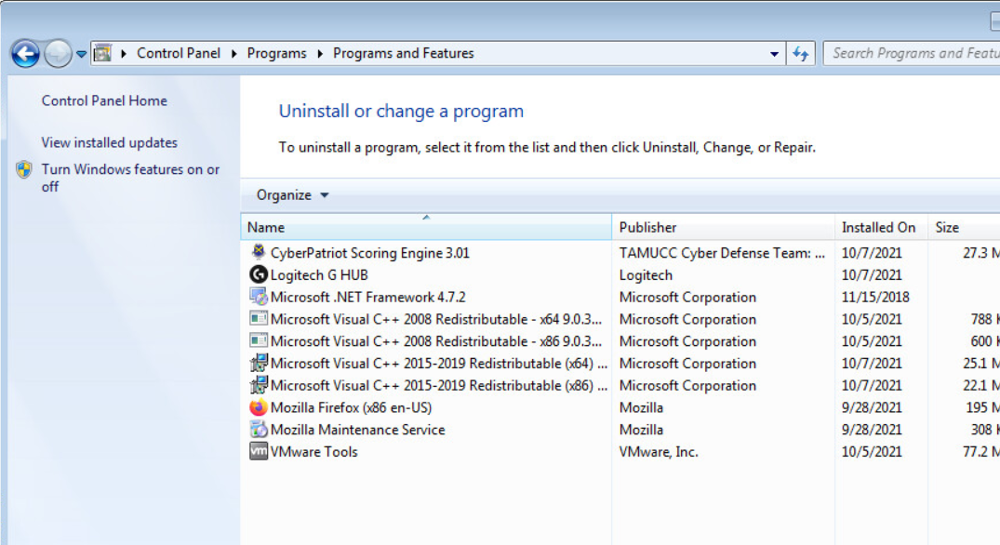 Control Panel Programs Programs and Features Search Programs and Featu
Control Panel Home
View installed updates
Turn Windows features on or
off
Uninstall or change a program
To uninstall a program, select it from the list and then click Uninstall, Change, or Repair.
Organize
Name Publisher Installed On Size
CyberPatriot Scoring Engine 3.01 TAMUCC Cyber Defense Team: ... 10/7/2021 27.3 M
Logitech G HUB Logitech 10/7/2021
Microsoft .NET Framework 4.7.2 Microsoft Corporation 11/15/2018
Microsoft Visual C++ 2008 Redistributable - x64 9.0.3... Microsoft Corporation 10/5/2021 788 K
Microsoft Visual C++ 2008 Redistributable - x86 9.0.3... Microsoft Corporation 10/5/2021 600 K
Microsoft Visual C++ 2015-2019 Redistributable (x64) ... Microsoft Corporation 10/7/2021 25.1 M
Microsoft Visual C++ 2015-2019 Redistributable (x86) ... Microsoft Corporation 10/7/2021 22.1 M
Mozilla Firefox (x86 en-US) Mozilla 9/28/2021 195 M
Mozilla Maintenance Service Mozilla 9/28/2021 308 K
vm VMware Tools VMware, Inc. 10/5/2021 77.2 M